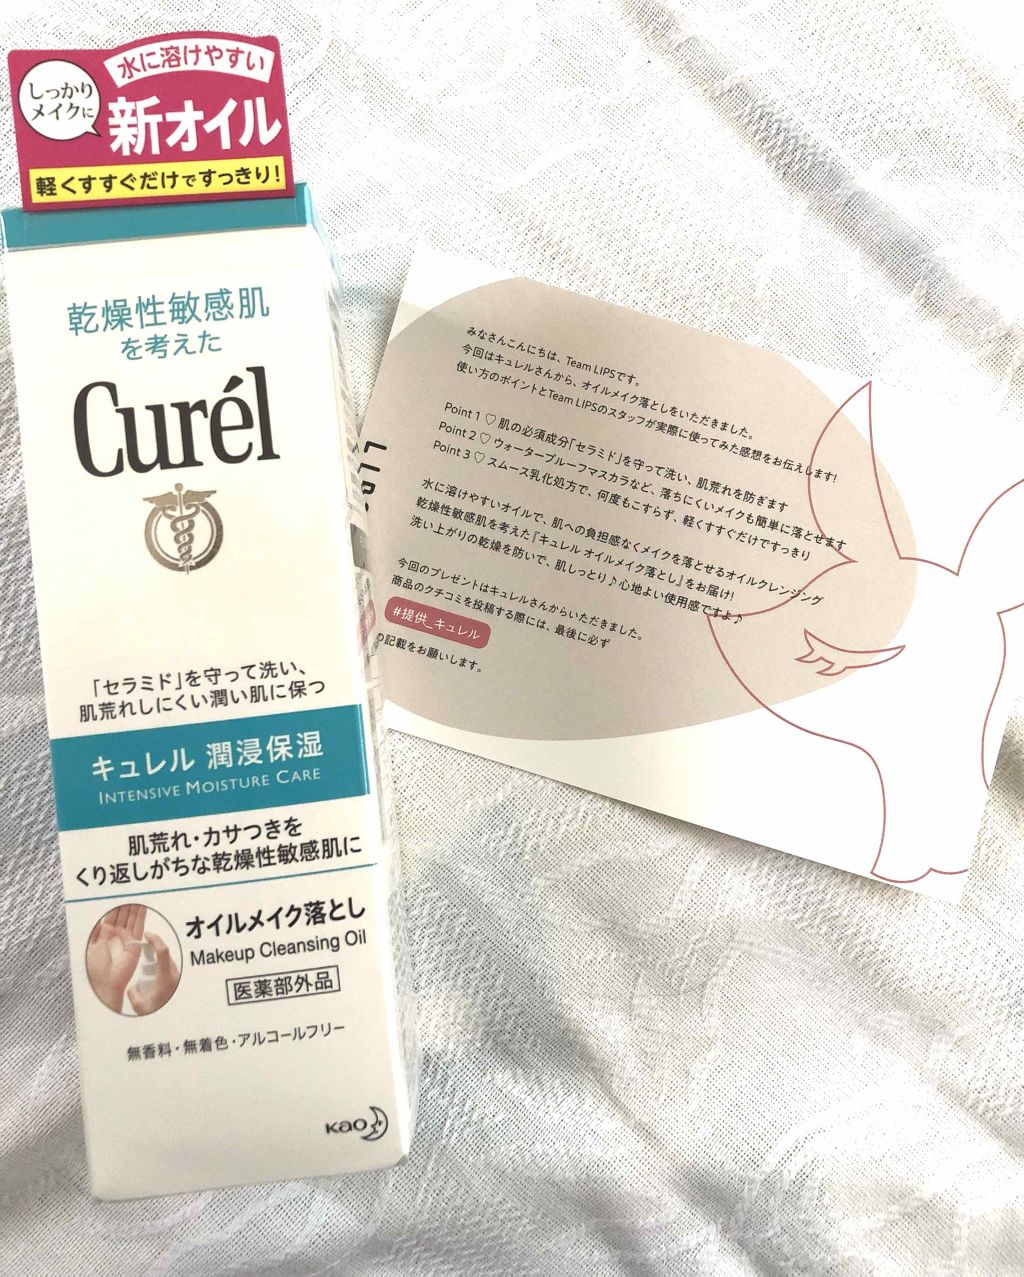 水に溶けやすい
しっかり
メイクに
新オイル
軽くすすぐだけですっきり!
乾燥性敏感肌
を考えた
Curél
「セラミド」を守って洗い、
肌荒れしにくい潤い肌に保つ
キュレル 潤浸保湿
INTENSIVE MOISTURE CARE
肌荒れ・カサつきを
くり返しがちな乾燥性敏感肌に
オイルメイク落とし
Makeup Cleansing Oil
医薬部外品
無香料・無着色・アルコールフリー
Kao
みなさんこんにちは、Team LIPSです。
今回はキュレルさんから、オイルメイク落としをいただきました。
使い方のポイントとTeam LIPSのスタッフが実際に使ってみた感想をお伝えします!
Point 1 ♡ 肌の必須成分「セラミド」を守って洗い、肌荒れを防ぎます
Point 2 ♡ ウォータープルーフマスカラなど、落ちにくいメイクも簡単に落とせます
Point 3 ♡ スムース乳化処方で、何度もこすらず、軽くすすぐだけですっきり
水に溶けやすいオイルで、肌への負担感なくメイクを落とせるオイルクレンジング
乾燥性敏感肌を考えた『キュレル オイルメイク落とし』をお届け!
洗い上がりの乾燥を防いで、肌しっとり♪心地よい使用感ですよ♪
今回のプレゼントはキュレルさんからいただきました。
商品のクチコミを投稿する際には、最後に必ず
#提供_キュレル
の記載をお願いします。